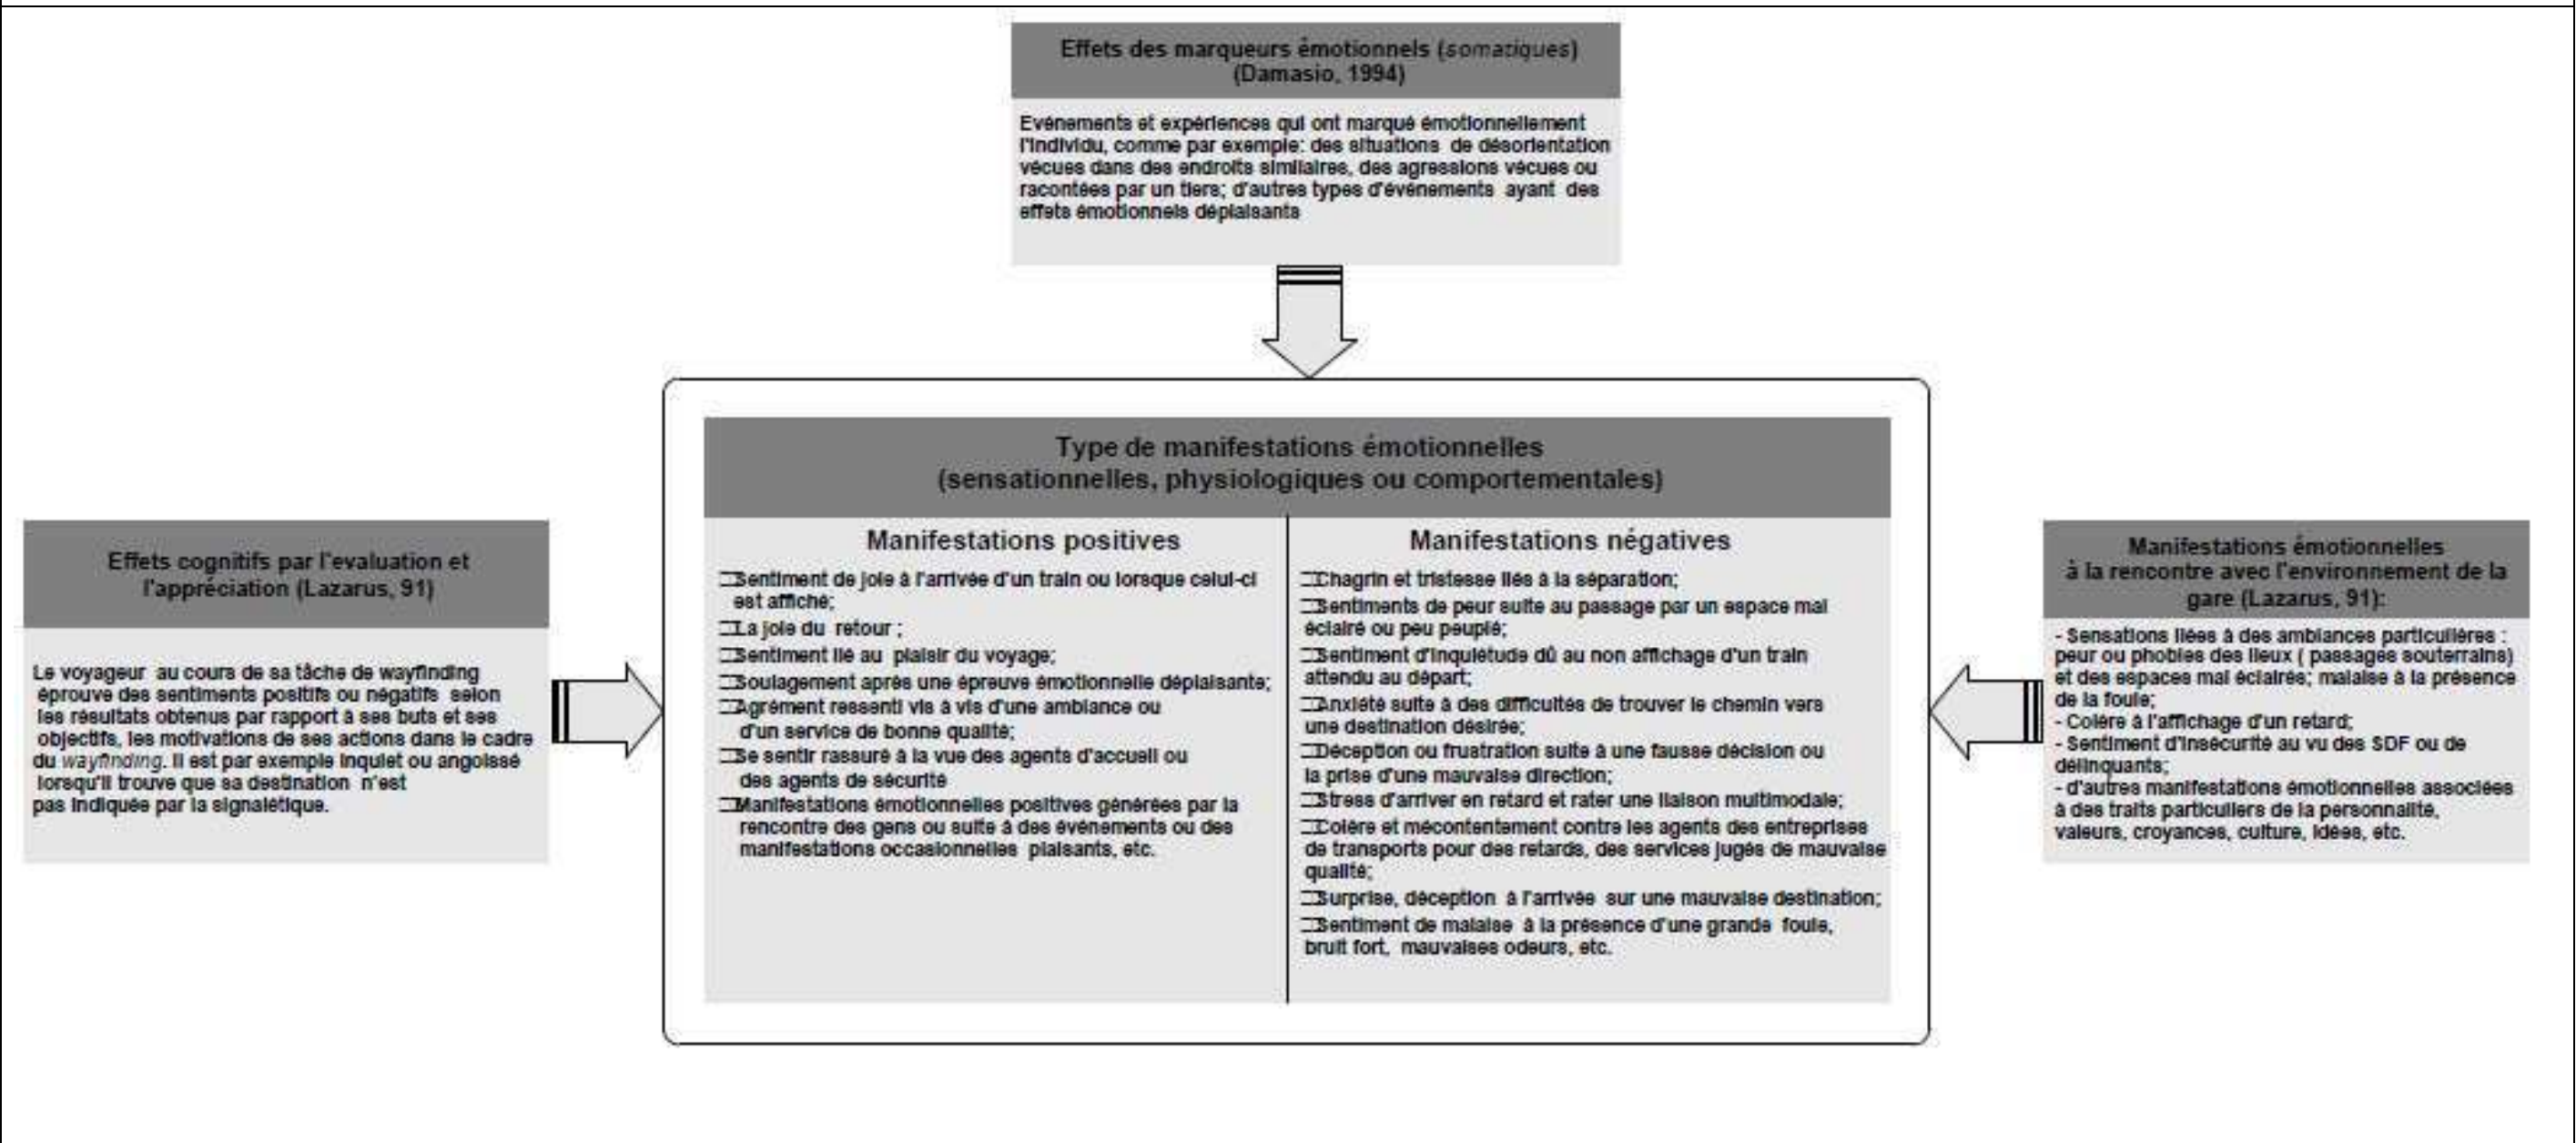 Effets des marqueurs émotionnels (somatiques)
(Damasio, 1994)
Evénements et expériences qui ont marqué émotionnellement
l'individu, comme par exemple: des situations de désorientation
vécues dans des endroits similaires, des agressions vécues ou
racontées par un tiers; d'autres types d'événements ayant des
effets émotionnels déplaisants
Effets cognitifs par l'evaluation et
l'appréciation (Lazarus, 91)
Le voyageur au cours de sa tâche de wayfinding
éprouve des sentiments positifs ou négatifs selon
les résultats obtenus par rapport à ses buts et ses
objectifs, les motivations de ses actions dans le cadre
du wayfinding. Il est par exemple inquiet ou angoissé
lorsqu'il trouve que sa destination n'est
pas indiquée par la signalétique.
Type de manifestations émotionnelles
(sensationnelles, physiologiques ou comportementales)
Manifestations positives
Sentiment de joie à l'arrivée d'un train ou lorsque celui-ci
est affiché;
La joie du retour ;
Sentiment lié au plaisir du voyage;
Soulagement après une épreuve émotionnelle déplaisante;
Agrément ressenti vis à vis d'une ambiance ou
d'un service de bonne qualité;
Se sentir rassuré à la vue des agents d'accueil ou
des agents de sécurité
Manifestations émotionnelles positives générées par la
rencontre des gens ou suite à des événements ou des
manifestations occasionnelles plaisants, etc.
Manifestations négatives
Chagrin et tristesse liés à la séparation;
Sentiments de peur suite au passage par un espace mal
éclairé ou peu peuplé;
Sentiment d'inquiétude dû au non affichage d'un train
attendu au départ;
Anxiété suite à des difficultés de trouver le chemin vers
une destination désirée;
Déception ou frustration suite à une fausse décision ou
la prise d'une mauvaise direction;
Stress d'arriver en retard et rater une liaison multimodale;
Colère et mécontentement contre les agents des entreprises
de transports pour des retards, des services jugés de mauvaise
qualité;
Surprise, déception à l'arrivée sur une mauvaise destination;
Sentiment de malaise à la présence d'une grande foule,
bruit fort, mauvaises odeurs, etc.
Manifestations émotionnelles
à la rencontre avec l'environnement de la
gare (Lazarus, 91):
- Sensations liées à des ambiances particulières :
peur ou phobies des lieux ( passages souterrains)
et des espaces mal éclairés; malaise à la présence
de la foule;
- Colère à l'affichage d'un retard;
- Sentiment d'insécurité au vu des SDF ou de
délinquants;
- d'autres manifestations émotionnelles associées
à des traits particuliers de la personnalité,
valeurs, croyances, culture, idées, etc.